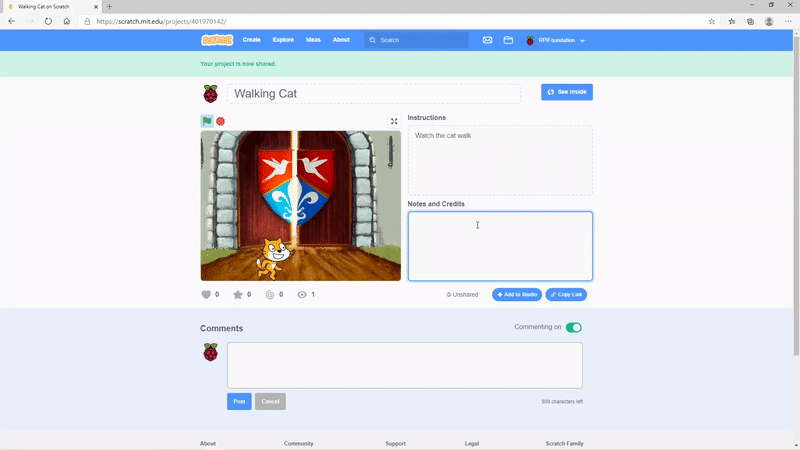 Walking Cat on Scratch
https://scratch.mit.edu/projects/401970142/
SCRATCH Create Explore Ideas About Search RPiFoundation
Your project is now shared.
Walking Cat
See inside
Instructions
Watch the cat walk
Notes and Credits
0 0 0 1
Unshared
Add to Studio
Copy Link
Comments
Commenting on
Post Cancel
500 characters left
About Community Support Legal Scratch Family